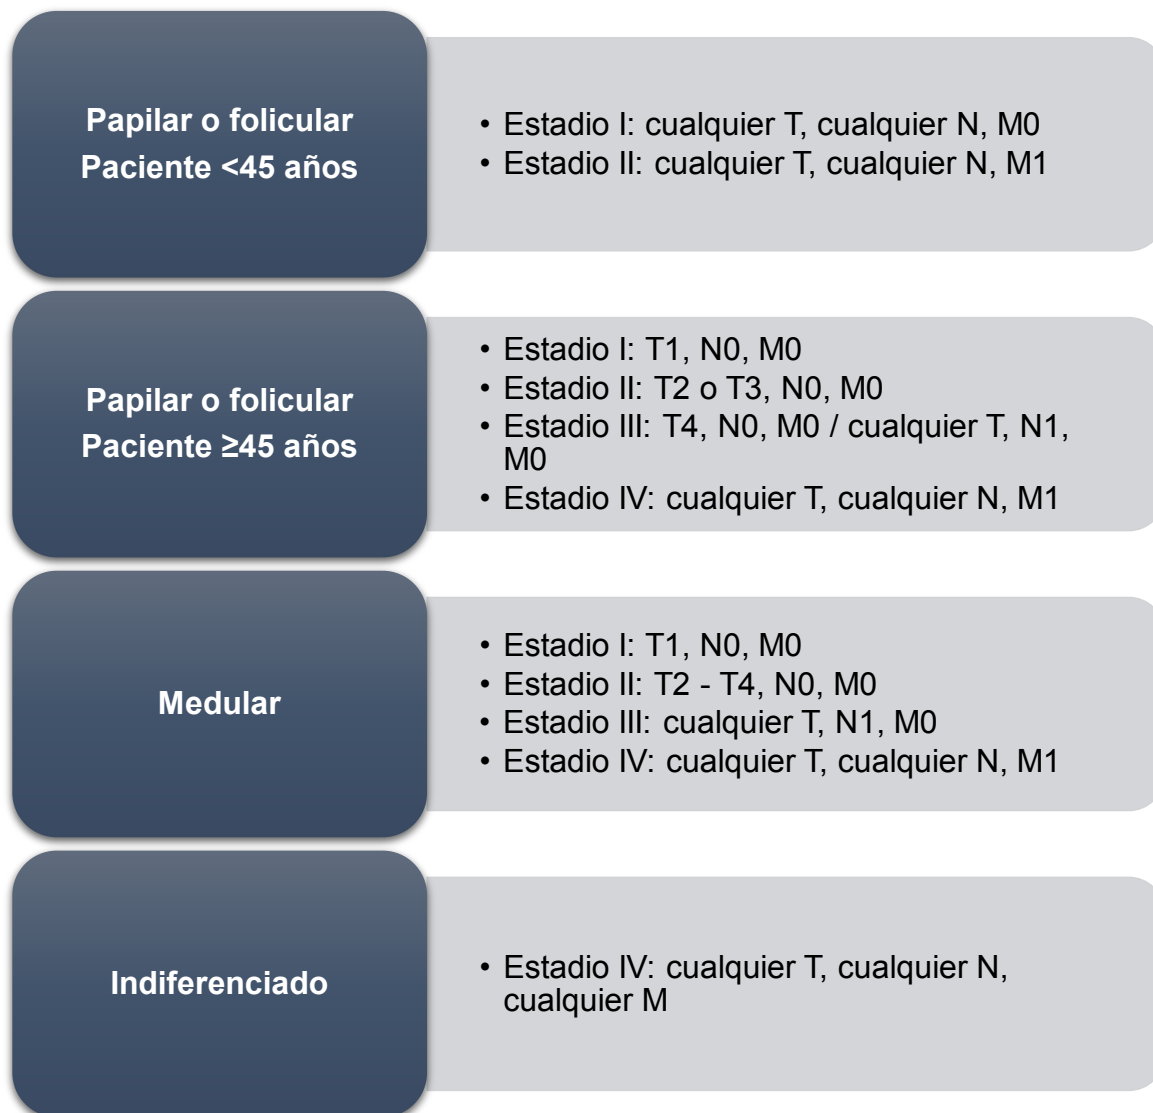 Papilar o folicular
Paciente <45 años
• Estadio I: cualquier T, cualquier N, M0
• Estadio II: cualquier T, cualquier N, M1
Papilar o folicular
Paciente ≥45 años
• Estadio I: T1, N0, M0
• Estadio II: T2 o T3, N0, M0
• Estadio III: T4, N0, M0 / cualquier T, N1,
M0
• Estadio IV: cualquier T, cualquier N, M1
Medular
• Estadio I: T1, N0, M0
• Estadio II: T2 - T4, N0, M0
• Estadio III: cualquier T, N1, M0
• Estadio IV: cualquier T, cualquier N, M1
Indiferenciado
• Estadio IV: cualquier T, cualquier N,
cualquier M